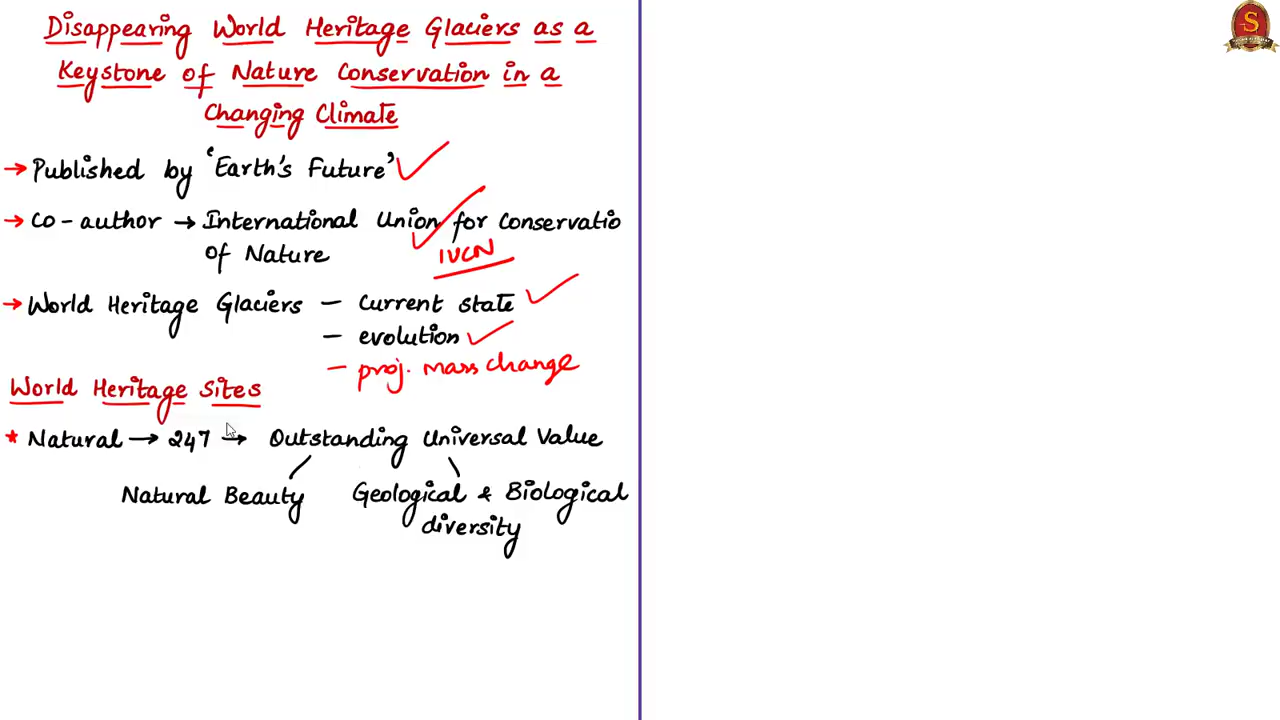 Disappearing World Heritage Glaciers as a
Keystone of Nature Conservation in a
Changing Climate
→ Published by 'Earth's Future'
→ Co-author → International Union for Conservatio
of Nature
IUCN
→ World Heritage Glaciers – Current state
– evolution
– proj. mass change
World Heritage Sites
* Natural → 247 → Outstanding Universal Value
Natural Beauty Geological & Biological
diversity
S